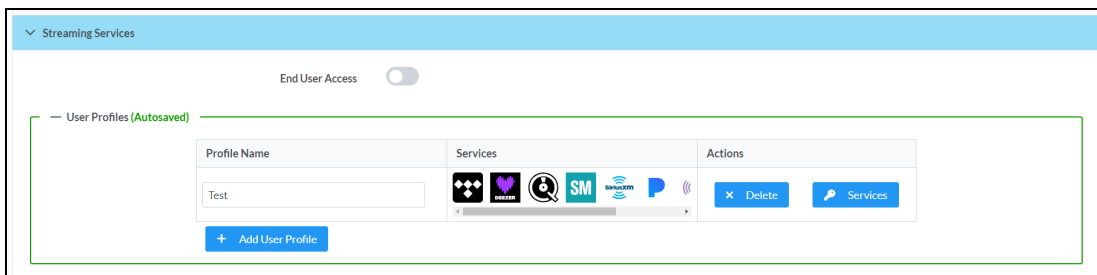 Streaming Services
End User Access
User Profiles (Autosaved)
Profile Name Services Actions
Test DEEZER SM SiriusXM Delete Services
Add User Profile